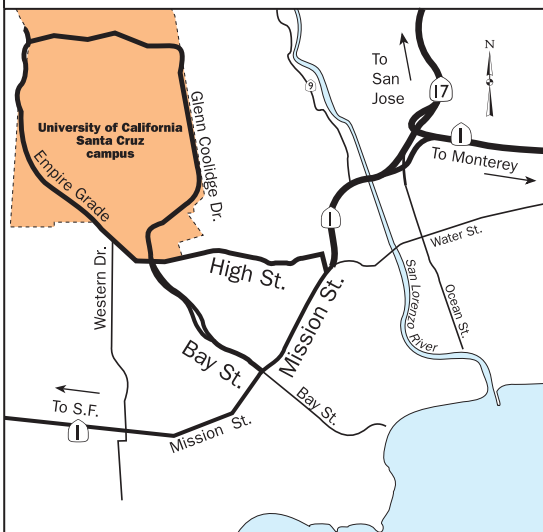 N
To
San
Jose
9
17
1
To Monterey
University of California
Santa Cruz
campus
Glenn Coolidge Dr.
Empire Grade
1
Water St.
Western Dr.
High St.
San Lorenzo River
Ocean St.
Mission St.
Bay St.
To S.F.
1
Bay St.
Mission St.